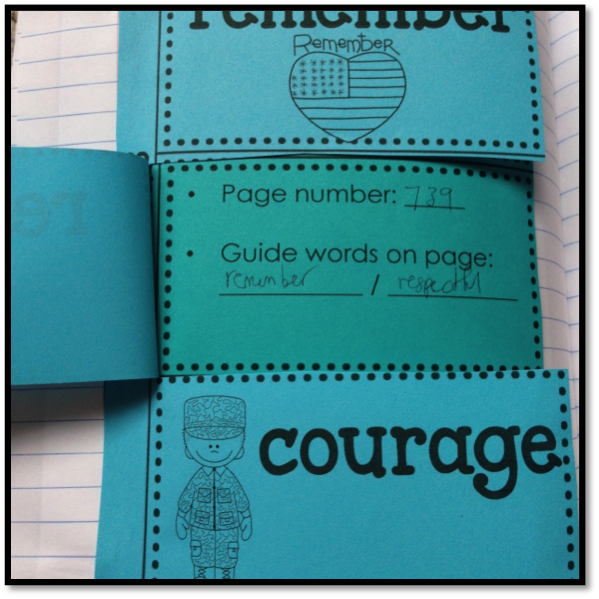 remember
Remember
• Page number: 739
• Guide words on page:
remember / respectful
courage